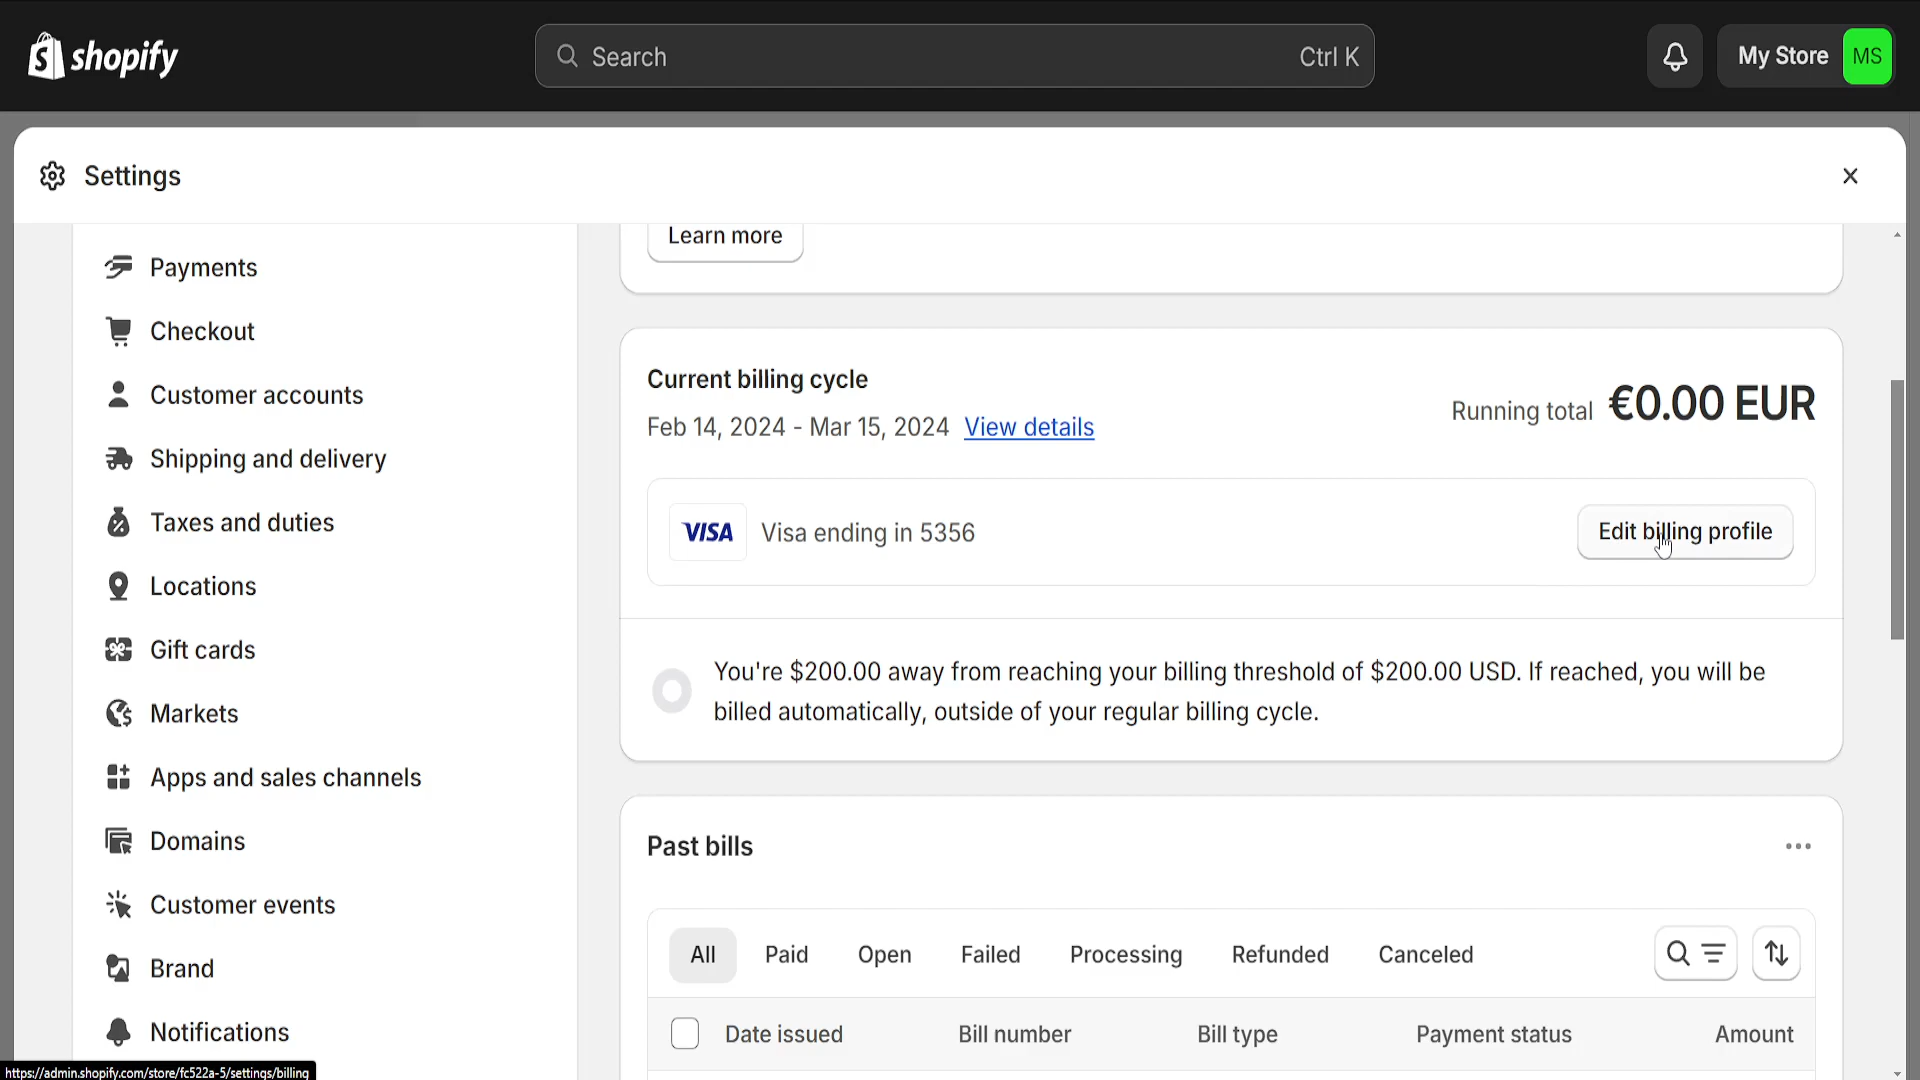 shopify
Search
Ctrl K
My Store
MS
Settings
Learn more
Payments
Checkout
Customer accounts
Shipping and delivery
Taxes and duties
Locations
Gift cards
Markets
Apps and sales channels
Domains
Customer events
Brand
Notifications
Current billing cycle
Feb 14, 2024 - Mar 15, 2024 View details
Running total €0.00 EUR
VISA Visa ending in 5356
Edit billing profile
You're $200.00 away from reaching your billing threshold of $200.00 USD. If reached, you will be
billed automatically, outside of your regular billing cycle.
Past bills
All Paid Open Failed Processing Refunded Canceled
Date issued Bill number Bill type Payment status Amount
https://admin.shopify.com/store/fc522a-5/settings/billing